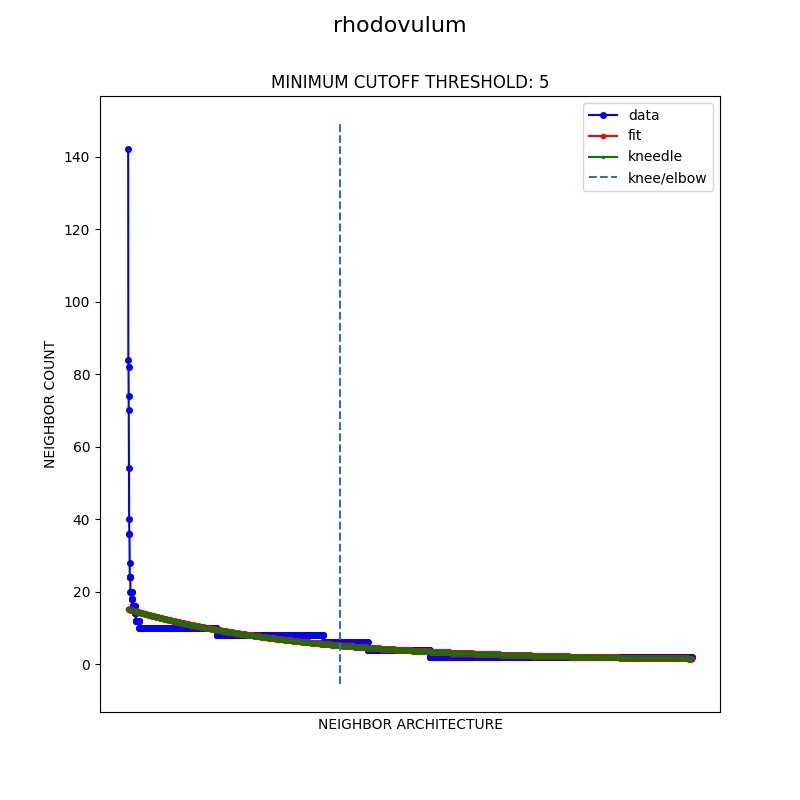 rhodovulum
MINIMUM CUTOFF THRESHOLD: 5
data
fit
kneedle
knee/elbow
140
120
100
80
60
40
20
0
NEIGHBOR COUNT
NEIGHBOR ARCHITECTURE